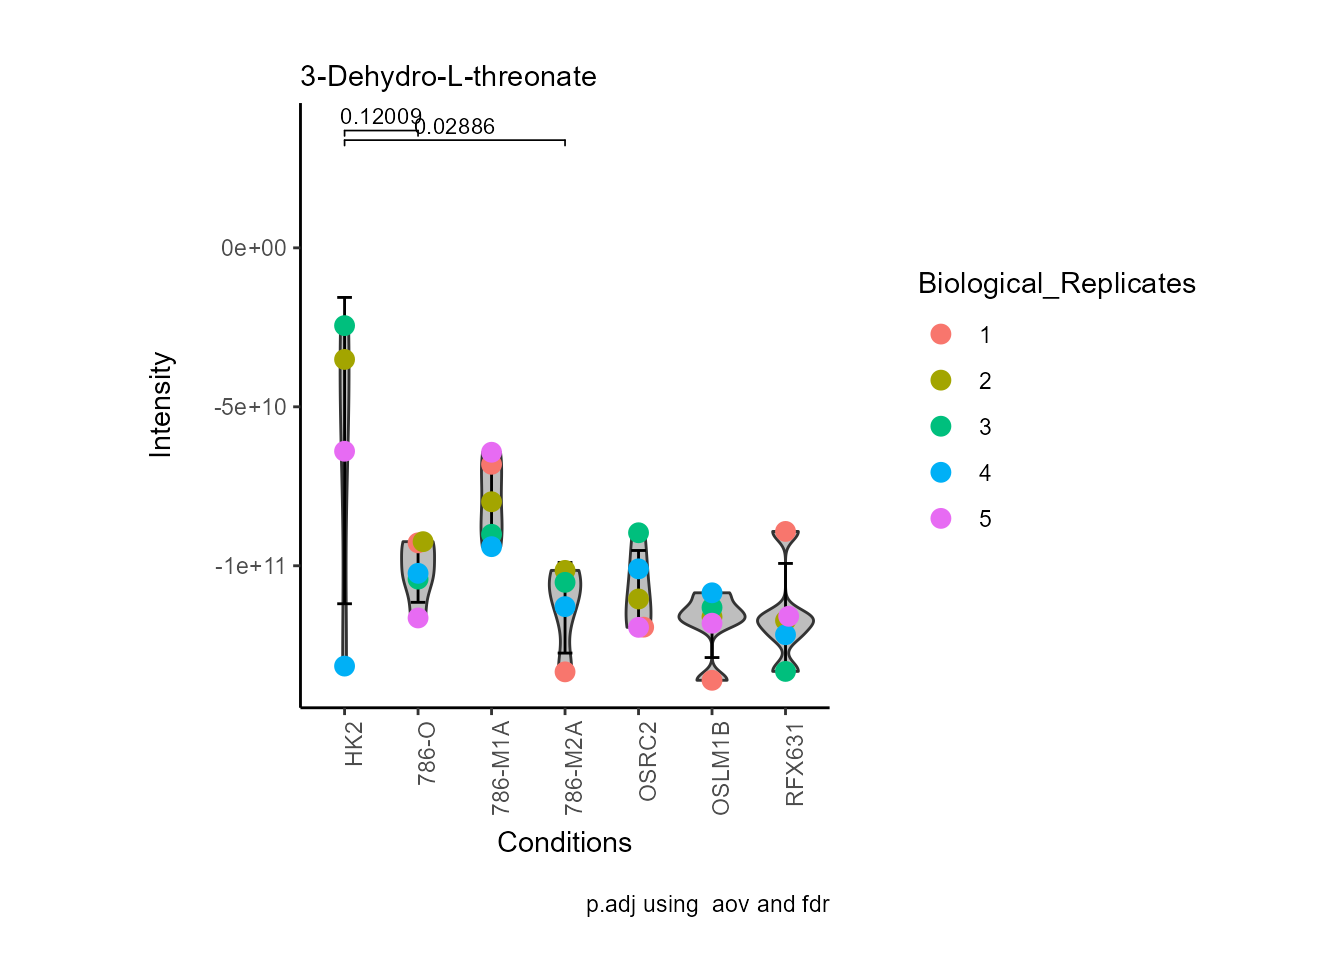 3-Dehydro-L-threonate
0.12009
0.02886
0e+00
-5e+10
-1e+11
Intensity
HK2
786-O
786-M1A
786-M2A
OSRC2
OSLM1B
RFX631
Conditions
Biological_Replicates
1
2
3
4
5
p.adj using  aov and fdr